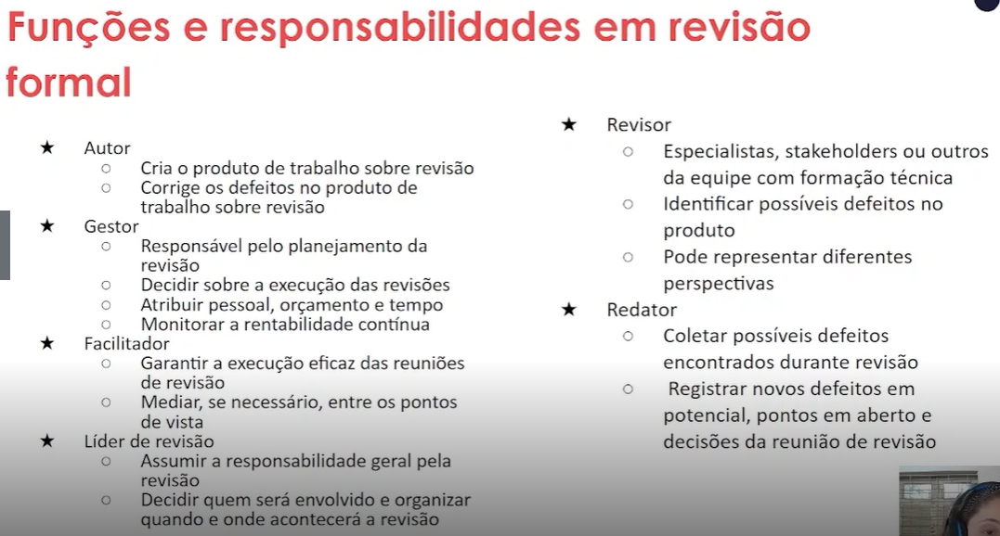 Funções e responsabilidades em revisão
formal
★ Autor
○ Cria o produto de trabalho sobre revisão
○ Corrige os defeitos no produto de
trabalho sobre revisão
★ Gestor
○ Responsável pelo planejamento da
revisão
○ Decidir sobre a execução das revisões
○ Atribuir pessoal, orçamento e tempo
○ Monitorar a rentabilidade contínua
★ Facilitador
○ Garantir a execução eficaz das reuniões
de revisão
○ Mediar, se necessário, entre os pontos
de vista
★ Líder de revisão
○ Assumir a responsabilidade geral pela
revisão
○ Decidir quem será envolvido e organizar
quando e onde acontecerá a revisão
★ Revisor
○ Especialistas, stakeholders ou outros
da equipe com formação técnica
○ Identificar possíveis defeitos no
produto
○ Pode representar diferentes
perspectivas
★ Redator
○ Coletar possíveis defeitos
encontrados durante revisão
○ Registrar novos defeitos em
potencial, pontos em aberto e
decisões da reunião de revisão